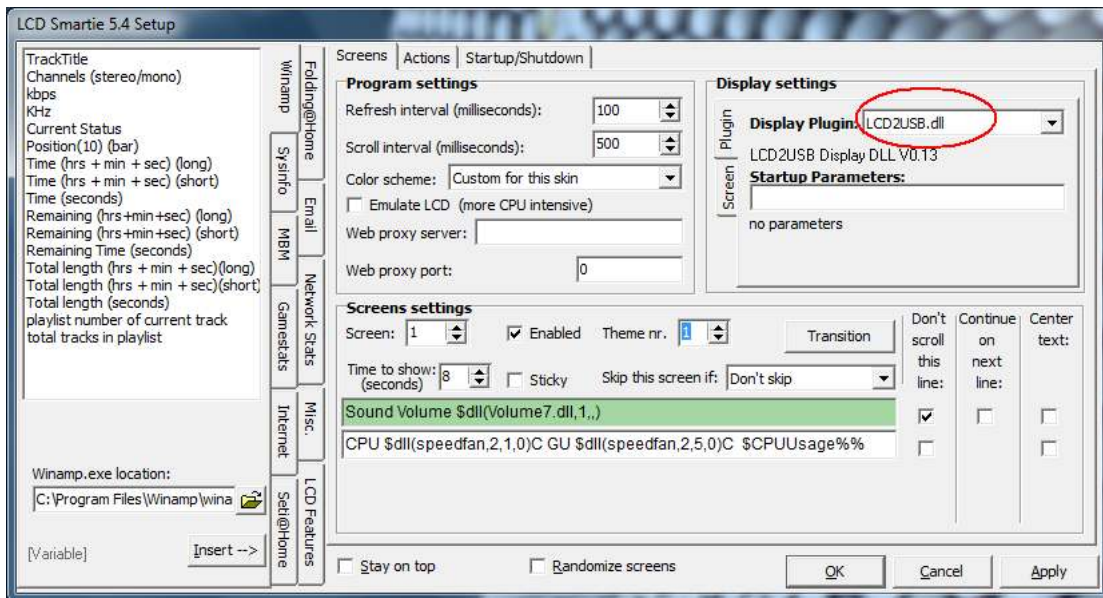 LCD Smartie 5.4 Setup
TrackTitle
Channels (stereo/mono)
kbps
KHz
Current Status
Position(10) (bar)
Time (hrs + min + sec) (long)
Time (hrs + min + sec) (short)
Time (seconds)
Remaining (hrs+min+sec) (long)
Remaining (hrs+min+sec) (short)
Remaining Time (seconds)
Total length (hrs + min + sec)(long)
Total length (hrs + min + sec)(short)
Total length (seconds)
playlist number of current track
total tracks in playlist
Winamp.exe location:
C:\Program Files\Winamp\wina
[Variable]
Insert -->
Winamp
Sysinfo
MBM
Gamestats
Internet
Seti@Home
Folding@Home
Email
Network Stats
Misc.
LCD Features
Screens
Actions
Startup/Shutdown
Program settings
Refresh interval (milliseconds):
100
Scroll interval (milliseconds):
500
Color scheme:
Custom for this skin
Emulate LCD (more CPU intensive)
Web proxy server:
Web proxy port:
0
Display settings
Plugin
Screen
Display Plugin:
LCD2USB.dll
LCD2USB Display DLL V0.13
Startup Parameters:
no parameters
Screens settings
Screen:
1
Enabled
Theme nr.
1
Transition
Time to show:
(seconds)
8
Sticky
Skip this screen if:
Don't skip
Don't
scroll
this
line:
Continue
on
next
line:
Center
text:
Sound Volume $dll(Volume7.dll,1,,)
CPU $dll(speedfan,2,1,0)C GU $dll(speedfan,2,5,0)C $CPUUsage%%
Stay on top
Randomize screens
OK
Cancel
Apply